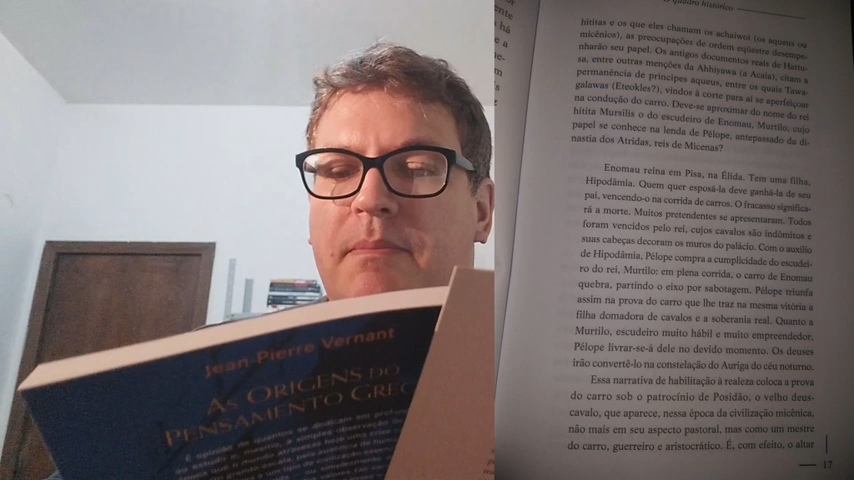 Jean-Pierre Vernant
AS ORIGENS DO
PENSAMENTO GREC
O quadro histórico
hititas e os que eles chamam os achaiwoi (os aqueus ou
micênios), as preocupações de ordem eqüestre desempe-
nharão seu papel. Os antigos documentos reais de Hattu-
sa, entre outras menções da Ahhiyawa (a Acaia), citam a
permanência de príncipes aqueus, entre os quais Tawa-
galawas (Eteokles?), vindos à corte para aí se aperfeiçoar
na condução do carro. Deve-se aproximar do nome do rei
hitita Mursilis o do escudeiro de Enomau, Murtilo, cujo
papel se conhece na lenda de Pélope, antepassado da di-
nastia dos Atridas, reis de Micenas?
Enomau reina em Pisa, na Élida. Tem uma filha,
Hipodâmia. Quem quer esposá-la deve ganhá-la de seu
pai, vencendo-o na corrida de carros. O fracasso significa-
rá a morte. Muitos pretendentes se apresentaram. Todos
foram vencidos pelo rei, cujos cavalos são indômitos e
suas cabeças decoram os muros do palácio. Com o auxílio
de Hipodâmia, Pélope compra a cumplicidade do escudei-
ro do rei, Murtilo: em plena corrida, o carro de Enomau
quebra, partindo o eixo por sabotagem. Pélope triunfa
assim na prova do carro que lhe traz na mesma vitória a
filha domadora de cavalos e a soberania real. Quanto a
Murtilo, escudeiro muito hábil e muito empreendedor,
Pélope livrar-se-á dele no devido momento. Os deuses
irão convertê-lo na constelação do Auriga do céu noturno.
Essa narrativa de habilitação à realeza coloca a prova
do carro sob o patrocínio de Posidão, o velho deus-
cavalo, que aparece, nessa época da civilização micênica,
não mais em seu aspecto pastoral, mas como um mestre
do carro, guerreiro e aristocrático. É, com efeito, o altar
17